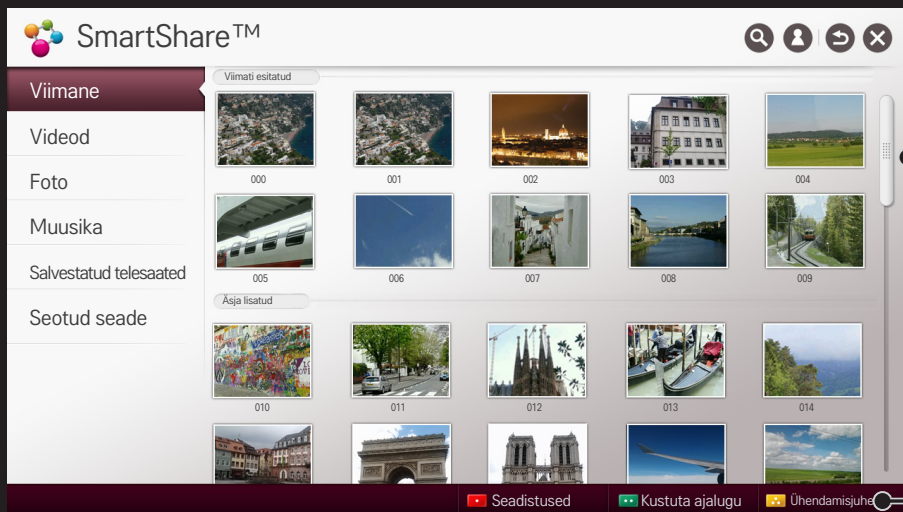 SmartShare™
Viimane
Videod
Foto
Muusika
Salvestatud telesaated
Seotud seade
Viimati esitatud
000 001 002 003 004
005 006 007 008 009
Äsja lisatud
010 011 012 013 014
Seadistused Kustuta ajalugu